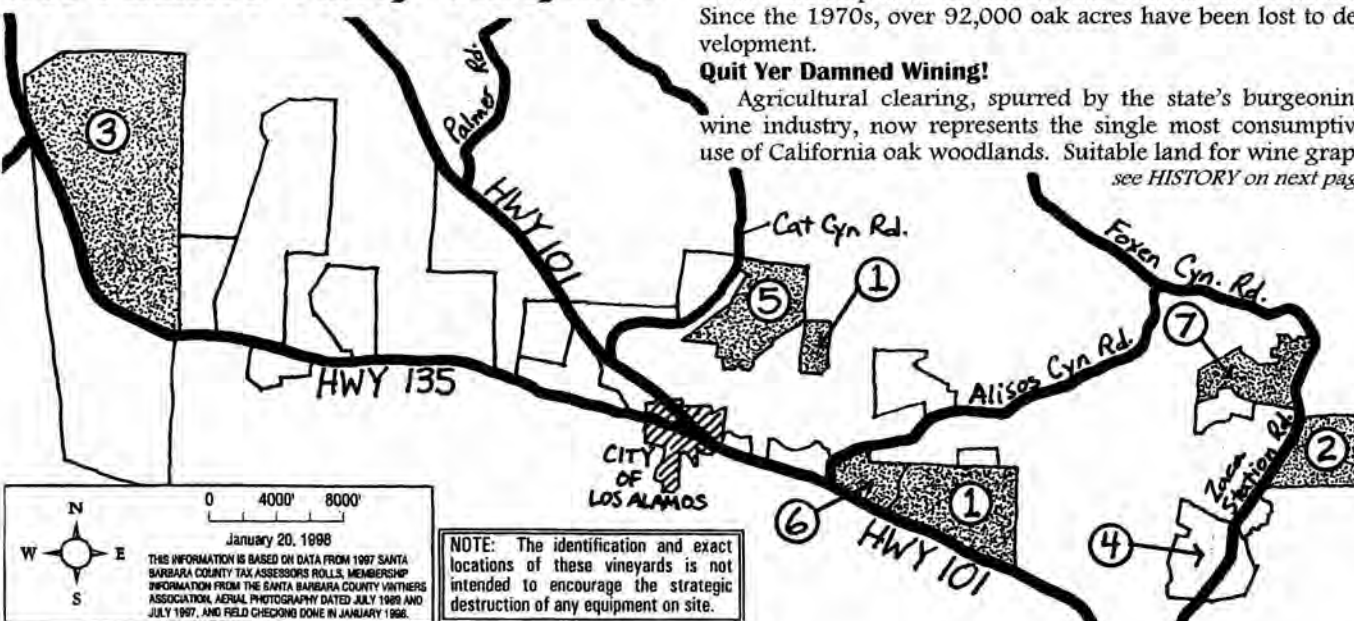 Since the 1970s, over 92,000 oak acres have been lost to de
velopment.
Quit Yer Damned Wining!
Agricultural clearing, spurred by the state's burgeonin
wine industry, now represents the single most consumptiv
use of California oak woodlands. Suitable land for wine grap
see HISTORY on next pag
3
Palmer Rd.
HWY 101
Cat Cyn Rd.
1
5
Foxen Cyn. Rd.
7
Alisos Cyn Rd.
HWY 135
CITY
OF
LOS ALAMOS
6
1
HWY 101
Zaca
Station Rd.
2
4
N
W E
S
0 4000' 8000'
January 20, 1998
THIS INFORMATION IS BASED ON DATA FROM 1997 SANTA
BARBARA COUNTY TAX ASSESSORS ROLLS, MEMBERSHIP
INFORMATION FROM THE SANTA BARBARA COUNTY VINTNERS
ASSOCIATION, AERIAL PHOTOGRAPHY DATED JULY 1989 AND
JULY 1997, AND FIELD CHECKING DONE IN JANUARY 1998.
NOTE: The identification and exact
locations of these vineyards is not
intended to encourage the strategic
destruction of any equipment on site.